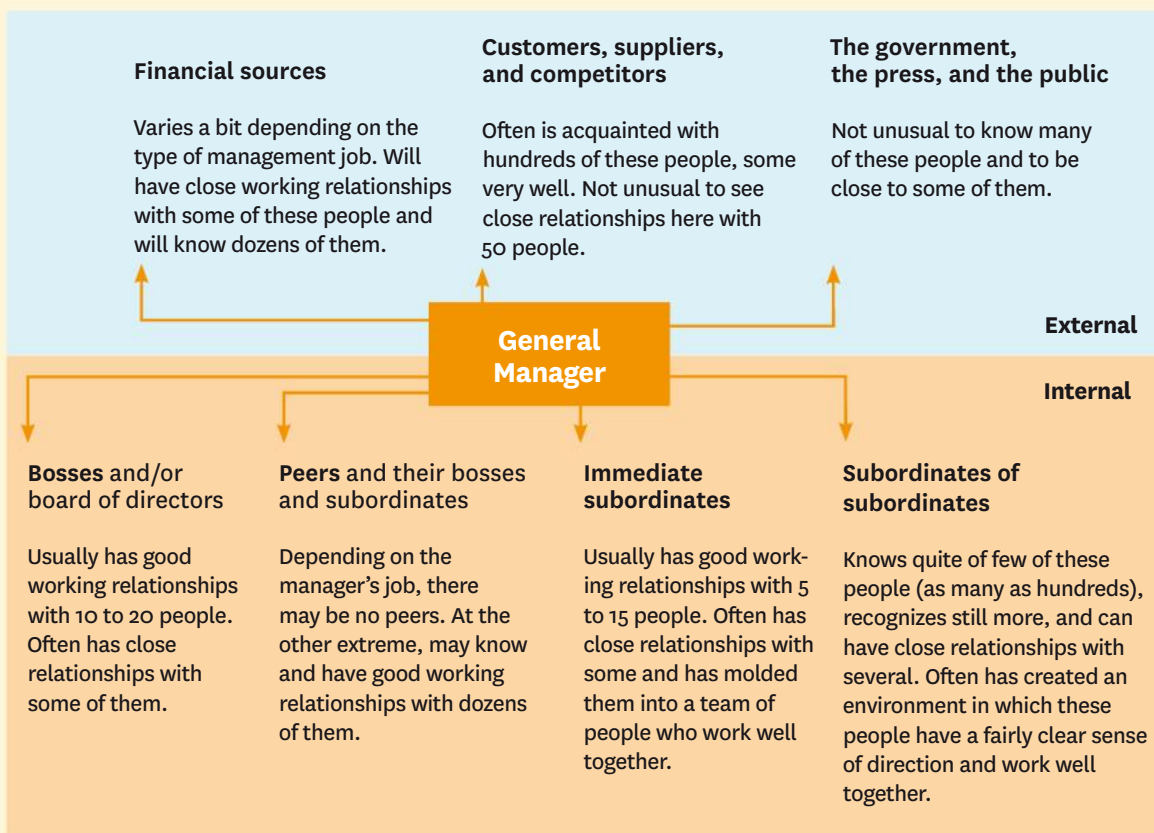 Financial sources
Varies a bit depending on the
type of management job. Will
have close working relationships
with some of these people and
will know dozens of them.
Customers, suppliers,
and competitors
Often is acquainted with
hundreds of these people, some
very well. Not unusual to see
close relationships here with
50 people.
The government,
the press, and the public
Not unusual to know many
of these people and to be
close to some of them.
External
General
Manager
Internal
Bosses and/or
board of directors
Usually has good
working relationships
with 10 to 20 people.
Often has close
relationships with
some of them.
Peers and their bosses
and subordinates
Depending on the
manager’s job, there
may be no peers. At the
other extreme, may know
and have good working
relationships with dozens
of them.
Immediate
subordinates
Usually has good work-
ing relationships with 5
to 15 people. Often has
close relationships with
some and has molded
them into a team of
people who work well
together.
Subordinates of
subordinates
Knows quite of few of these
people (as many as hundreds),
recognizes still more, and can
have close relationships with
several. Often has created an
environment in which these
people have a fairly clear sense
of direction and work well
together.